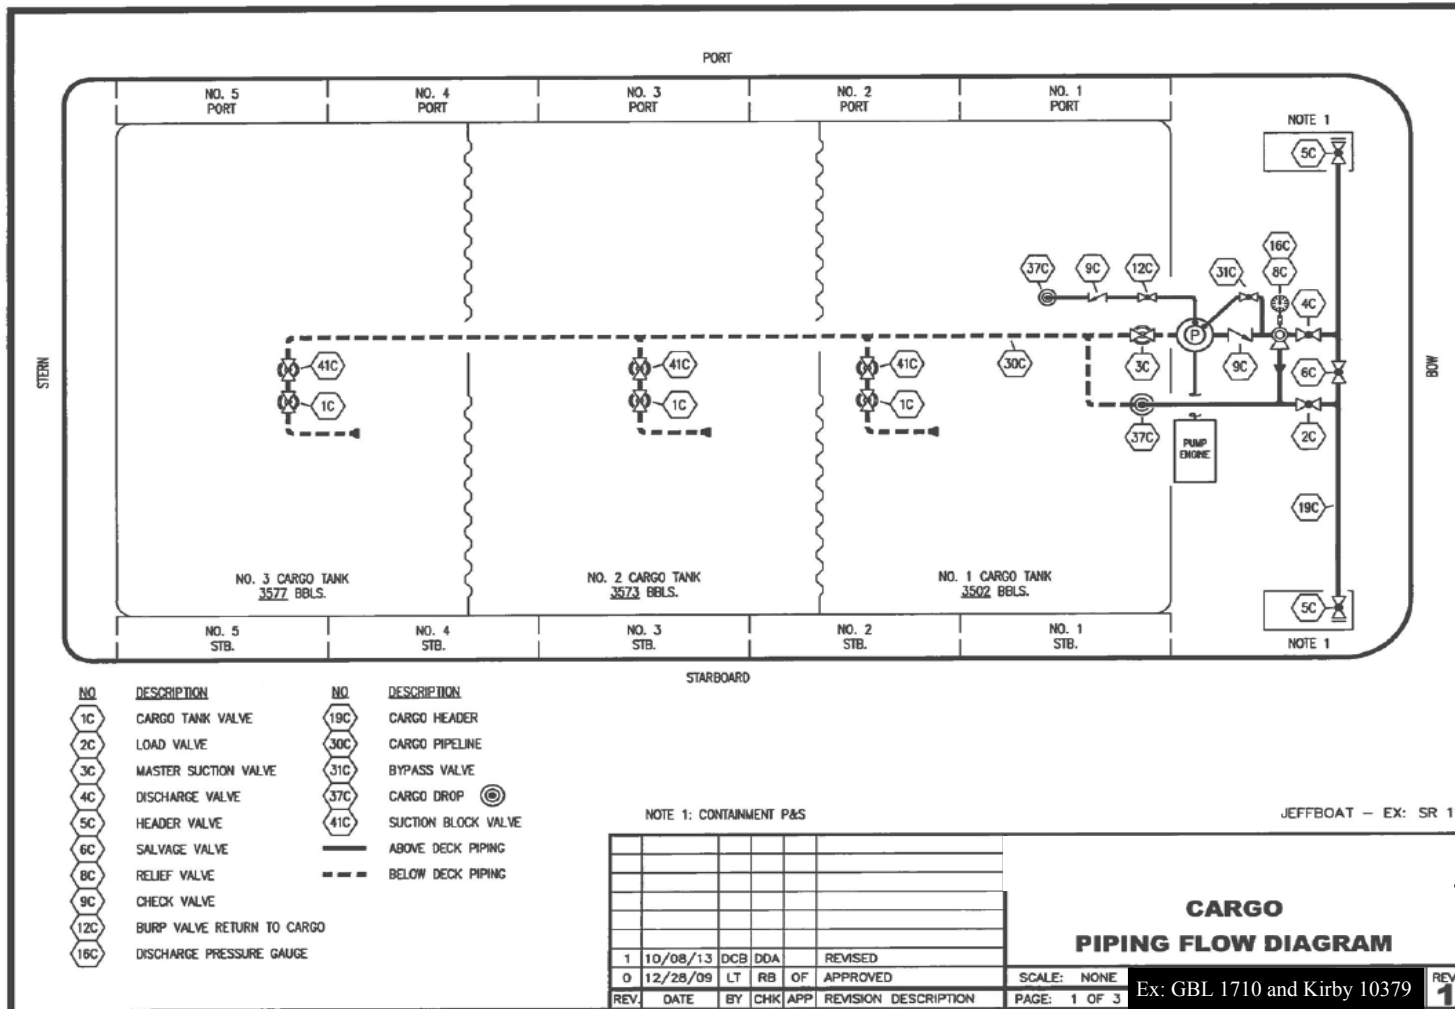 PORT
NO. 5
PORT
NO. 4
PORT
NO. 3
PORT
NO. 2
PORT
NO. 1
PORT
NOTE 1
5C
16C
37C
9C
12C
31C
8C
4C
P
STERN
41C
41C
41C
30C
3C
9C
6C
BOW
1C
1C
1C
37C
2C
PUMP
ENGINE
19C
NO. 3 CARGO TANK
3577 BBLS.
NO. 2 CARGO TANK
3573 BBLS.
NO. 1 CARGO TANK
3502 BBLS.
5C
NO. 5
STB.
NO. 4
STB.
NO. 3
STB.
NO. 2
STB.
NO. 1
STB.
NOTE 1
STARBOARD
NO DESCRIPTION
1C CARGO TANK VALVE
2C LOAD VALVE
3C MASTER SUCTION VALVE
4C DISCHARGE VALVE
5C HEADER VALVE
6C SALVAGE VALVE
8C RELIEF VALVE
9C CHECK VALVE
12C BURP VALVE RETURN TO CARGO
16C DISCHARGE PRESSURE GAUGE
NO DESCRIPTION
19C CARGO HEADER
30C CARGO PIPELINE
31C BYPASS VALVE
37C CARGO DROP
41C SUCTION BLOCK VALVE
ABOVE DECK PIPING
BELOW DECK PIPING
NOTE 1: CONTAINMENT P&S
JEFFBOAT - EX: SR 1
1 10/08/13 DCB DDA REVISED
0 12/28/09 LT RB OF APPROVED
REV. DATE BY CHK APP REVISION DESCRIPTION
CARGO
PIPING FLOW DIAGRAM
SCALE: NONE
PAGE: 1 OF 3
Ex: GBL 1710 and Kirby 10379
REV
1